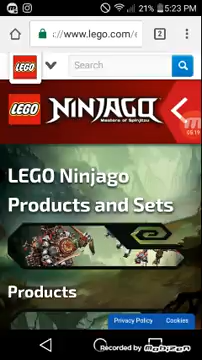 21% 5:23 PM
://www.lego.com/
2
LEGO
Search
LEGO NINJAGO
Masters of Spinjitzu
LEGO Ninjago
Products and Sets
Products
Privacy Policy Cookies
Recorded by Mobizen